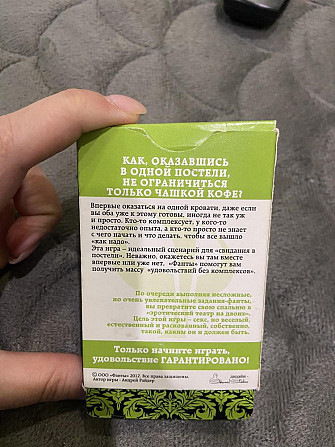 КАК, ОКАЗАВШИСЬ
В ОДНОЙ ПОСТЕЛИ,
НЕ ОГРАНИЧИТЬСЯ
ТОЛЬКО ЧАШКОЙ КОФЕ?
Впервые оказаться на одной кровати, даже если
вы оба уже к этому готовы, иногда не так уж
и просто. Кто-то комплексует, у кого-то
недостаточно опыта, а кто-то просто не знает
с чего начать и что делать, чтобы все вышло
«как надо».
Эта игра – идеальный сценарий для «свидания в
постели». Неважно, окажетесь вы там вместе
впервые или уже нет. «Фанты» помогут вам
получить массу «удовольствий без комплексов».
По очереди выполняя несложные,
но очень увлекательные задания-фанты,
вы превратите свою спальню в
«эротический театр на двоих».
Цель этой игры – секс, но веселый,
естественный и раскованный, собственно,
такой, каким он и должен быть.
Только начните играть,
удовольствие ГАРАНТИРОВАНО!
© ООО «Фанты» 2012. Все права защищены.
Автор игры - Андрей Райдер
дизайн -